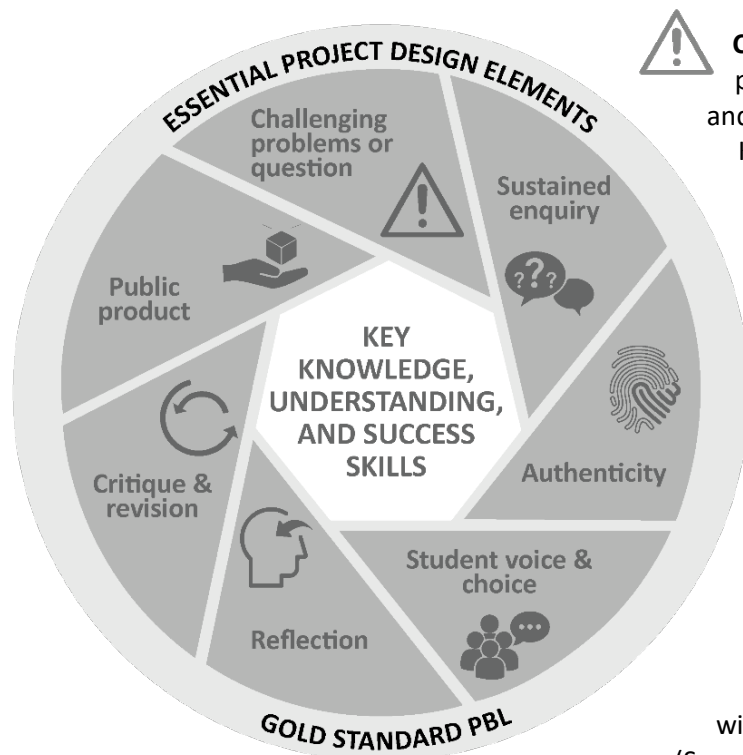 ESSENTIAL PROJECT DESIGN ELEMENTS
Challenging
problems or
question
Sustained
enquiry
???
Authenticity
Student voice &
choice
Reflection
Critique &
revision
Public
product
KEY
KNOWLEDGE,
UNDERSTANDING,
AND SUCCESS
SKILLS
GOLD STANDARD PBL
and
wi